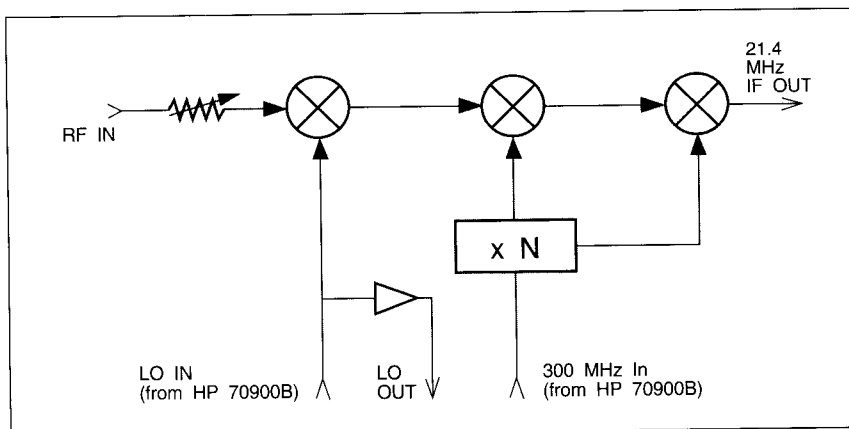 21.4
MHz
IF OUT
RF IN
x N
LO IN
(from HP 70900B)
LO
OUT
300 MHz In
(from HP 70900B)